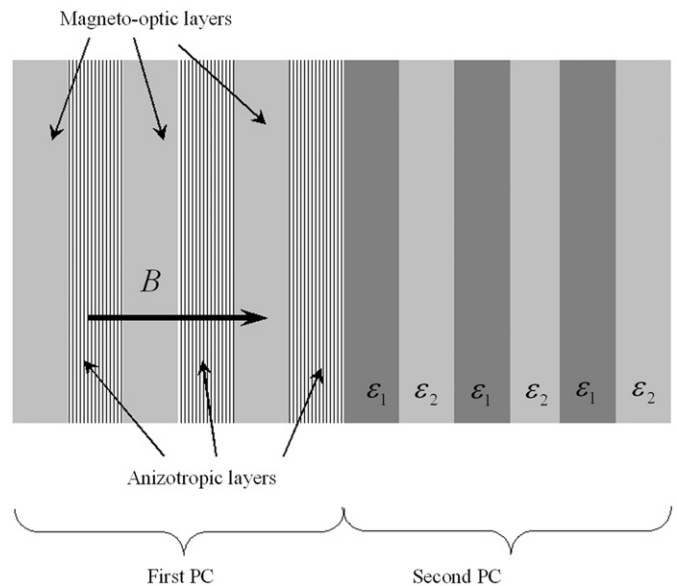 Magneto-optic layers
B
ε₁ ε₂ ε₁ ε₂ ε₁ ε₂
Anizotropic layers
First PC Second PC